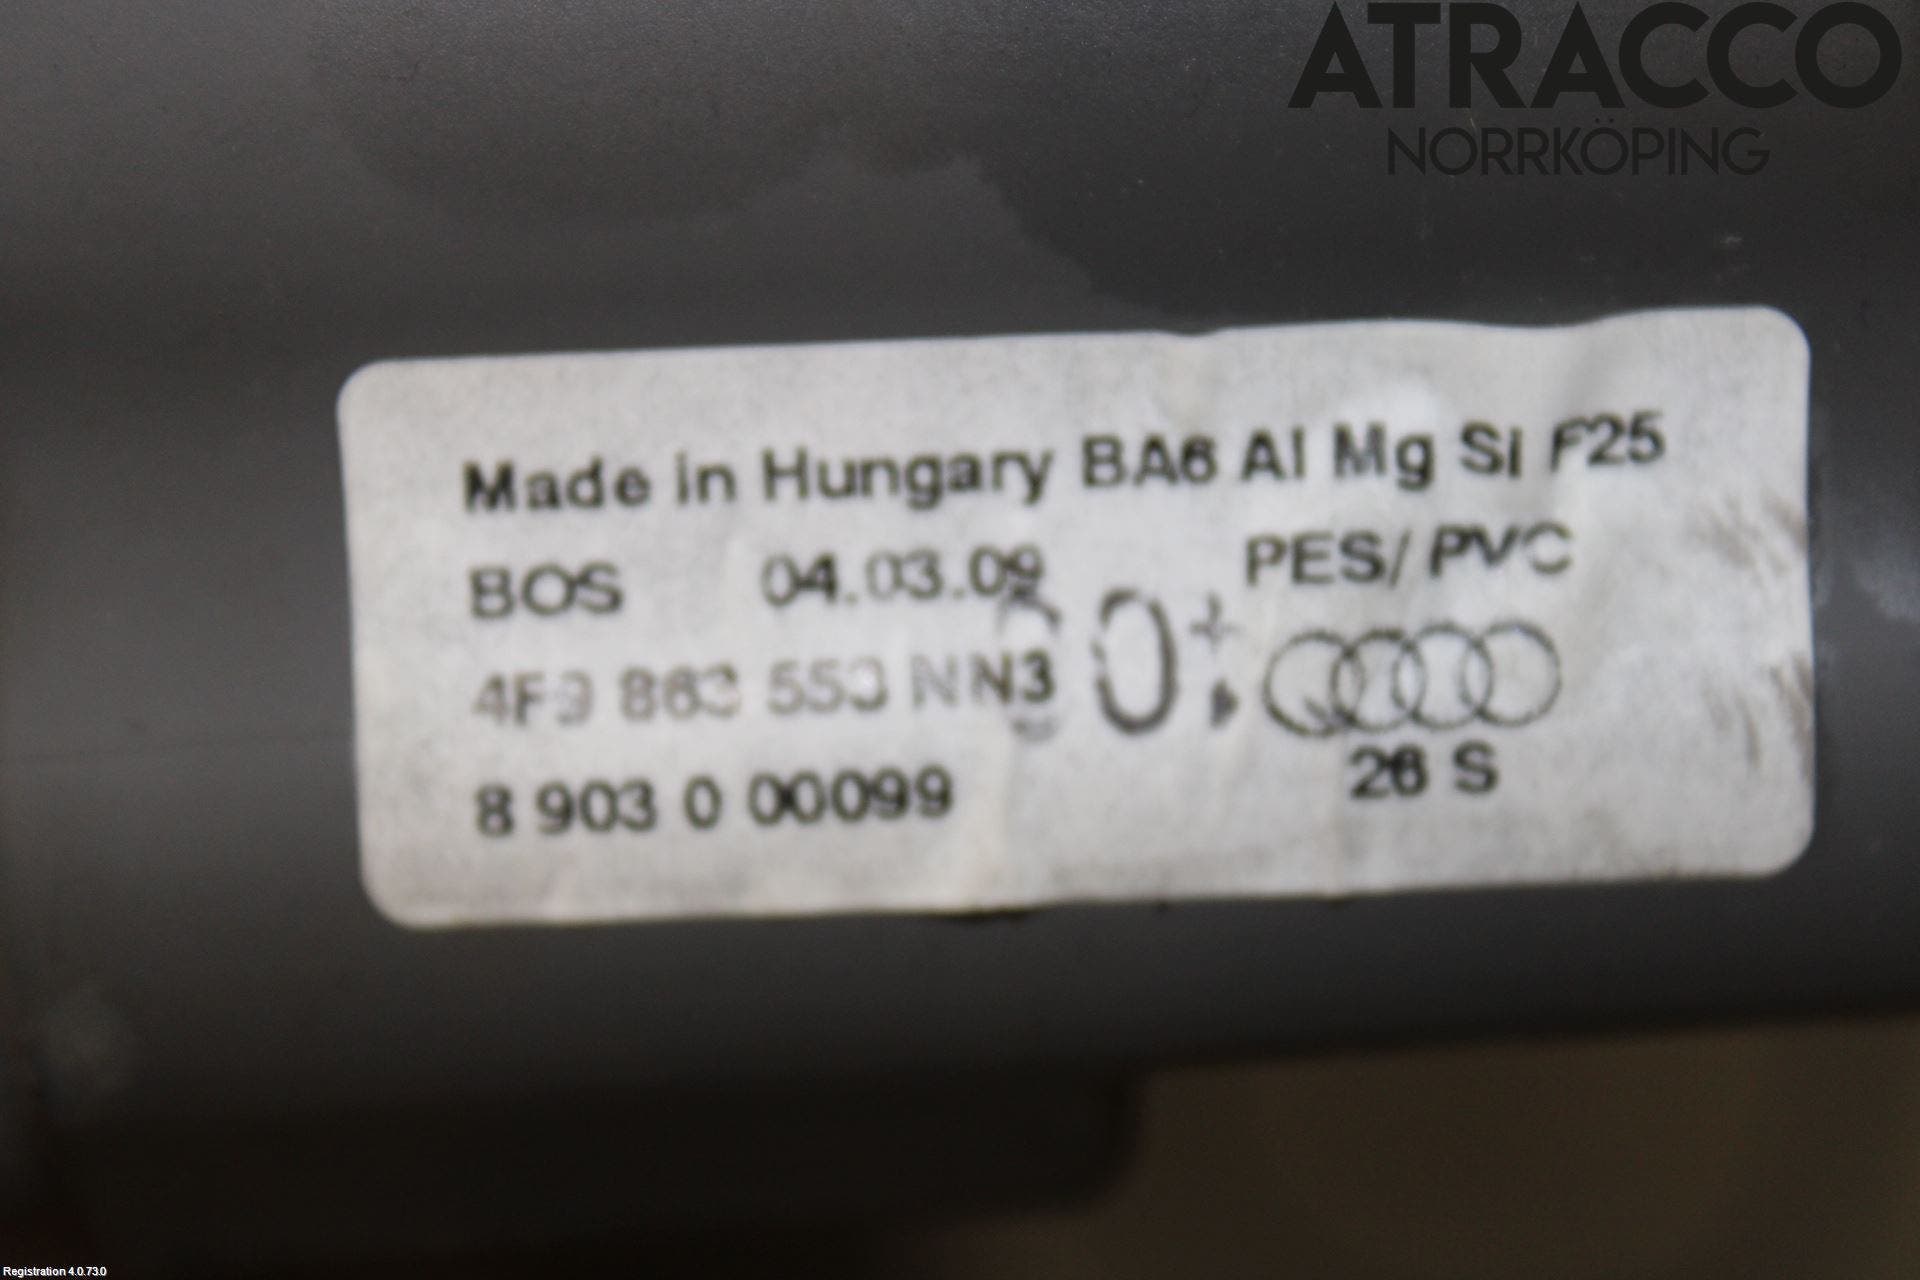 ATRACCO
NORRKÖPING
Made in Hungary BA6 Al Mg Si F25
BOS 04.03.09 PES/PVC
4F9 863 553 N N3
26 S
8 903 0 00099
Registration 4.0.73.0